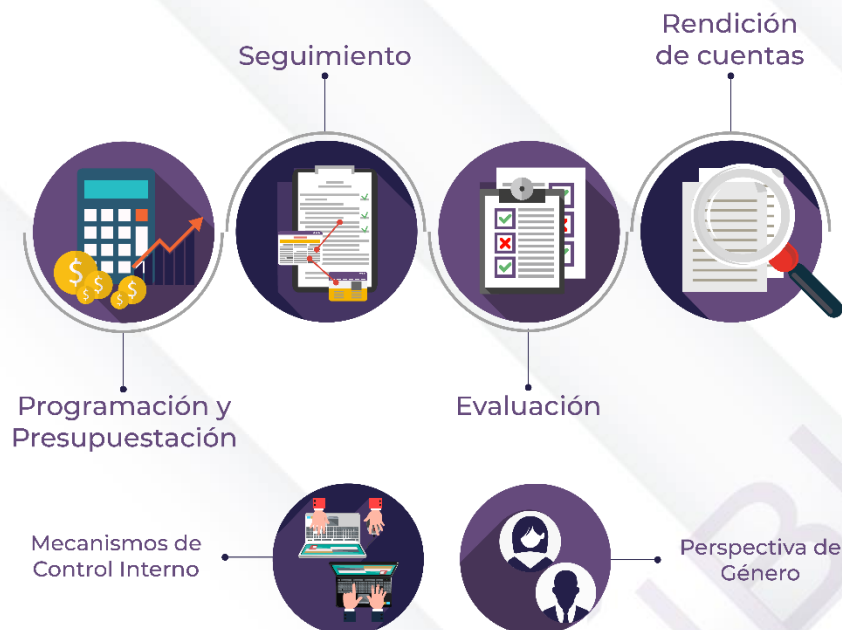 Rendición
de cuentas
Seguimiento
Programación y
Presupuestación
Evaluación
Mecanismos de
Control Interno
Perspectiva de
Género